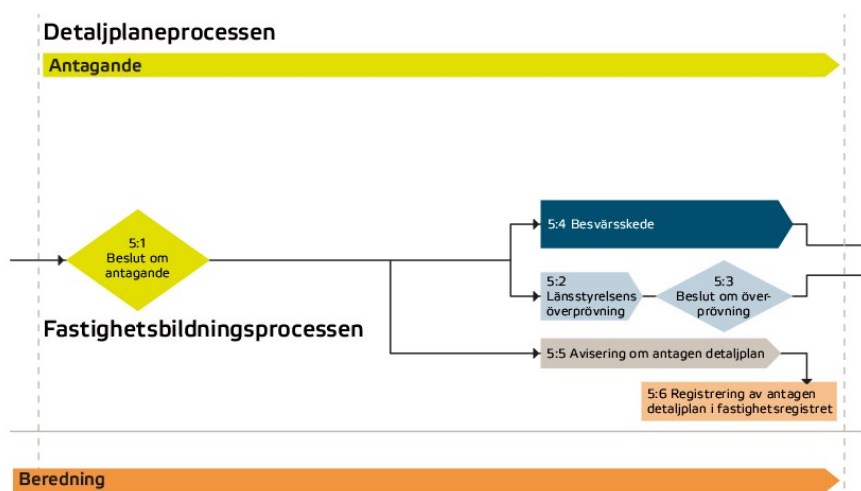 Detaljplaneprocessen
Antagande
5:1
Beslut om
antagande
5:4 Besvärsskede
5:2
Länsstyrelsens
överprövning
5:3
Beslut om över-
prövning
Fastighetsbildningsprocessen
5:5 Avisering om antagen detaljplan
5:6 Registrering av antagen
detaljplan i fastighetsregistret
Beredning